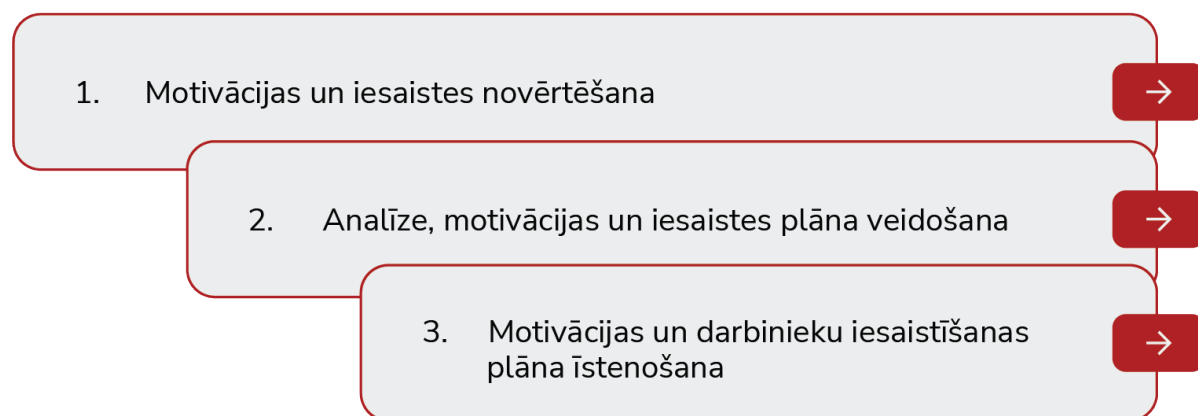 1. Motivācijas un iesaistes novērtēšana
2. Analīze, motivācijas un iesaistes plāna veidošana
3. Motivācijas un darbinieku iesaistīšanas
plāna īstenošana